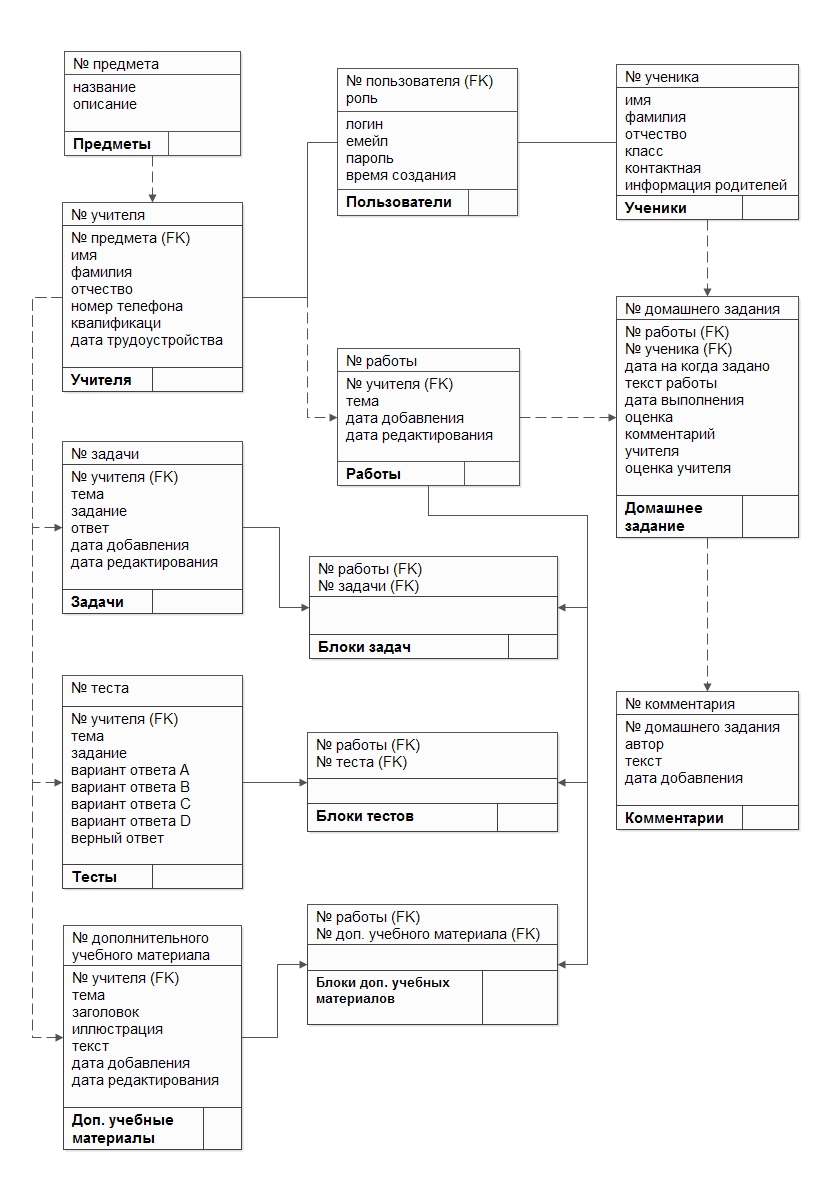 № предмета
название
описание
Предметы
№ учителя
№ предмета (FK)
имя
фамилия
отчество
номер телефона
квалификаци
дата трудоустройства
Учителя
№ пользователя (FK)
роль
логин
емейл
пароль
время создания
Пользователи
№ ученика
имя
фамилия
отчество
класс
контактная
информация родителей
Ученики
№ работы
№ учителя (FK)
тема
дата добавления
дата редактирования
Работы
№ домашнего задания
№ работы (FK)
№ ученика (FK)
дата на когда задано
текст работы
дата выполнения
оценка
комментарий
учителя
оценка учителя
Домашнее
задание
№ задачи
№ учителя (FK)
тема
задание
ответ
дата добавления
дата редактирования
Задачи
№ работы (FK)
№ задачи (FK)
Блоки задач
№ теста
№ учителя (FK)
тема
задание
вариант ответа A
вариант ответа B
вариант ответа C
вариант ответа D
верный ответ
Тесты
№ работы (FK)
№ теста (FK)
Блоки тестов
№ комментария
№ домашнего задания
автор
текст
дата добавления
Комментарии
№ дополнительного
учебного материала
№ учителя (FK)
тема
заголовок
иллюстрация
текст
дата добавления
дата редактирования
Доп. учебные
материалы
№ работы (FK)
№ доп. учебного материала (FK)
Блоки доп. учебных
материалов